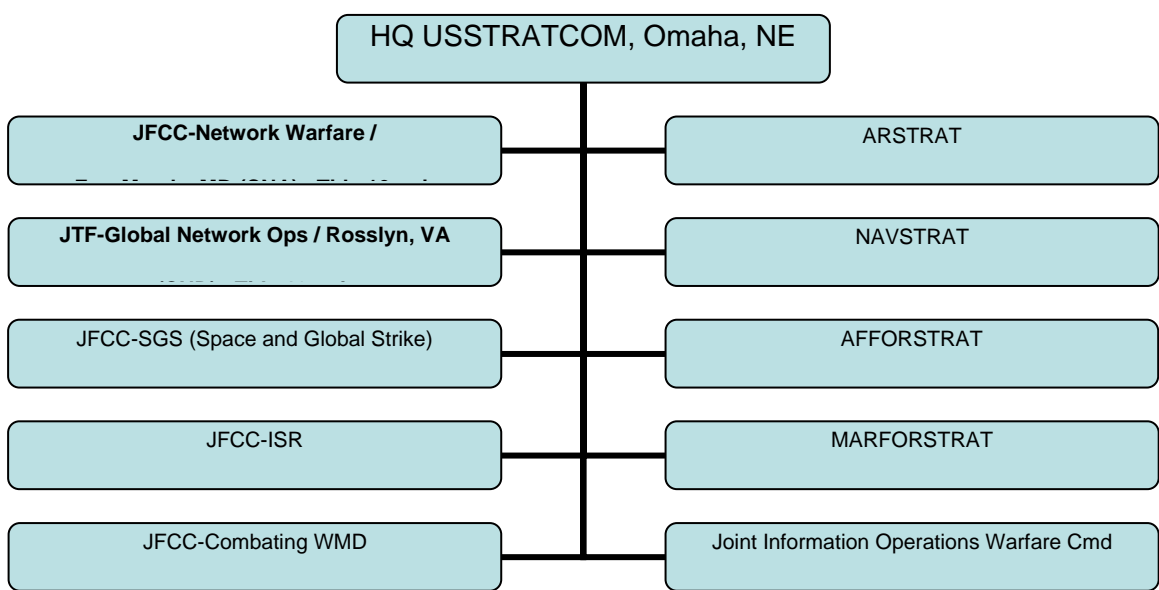 HQ USSTRATCOM, Omaha, NE
JFCC-Network Warfare /
JTF-Global Network Ops / Rosslyn, VA
JFCC-SGS (Space and Global Strike)
JFCC-ISR
JFCC-Combating WMD
ARSTRAT
NAVSTRAT
AFFORSTRAT
MARFORSTRAT
Joint Information Operations Warfare Cmd